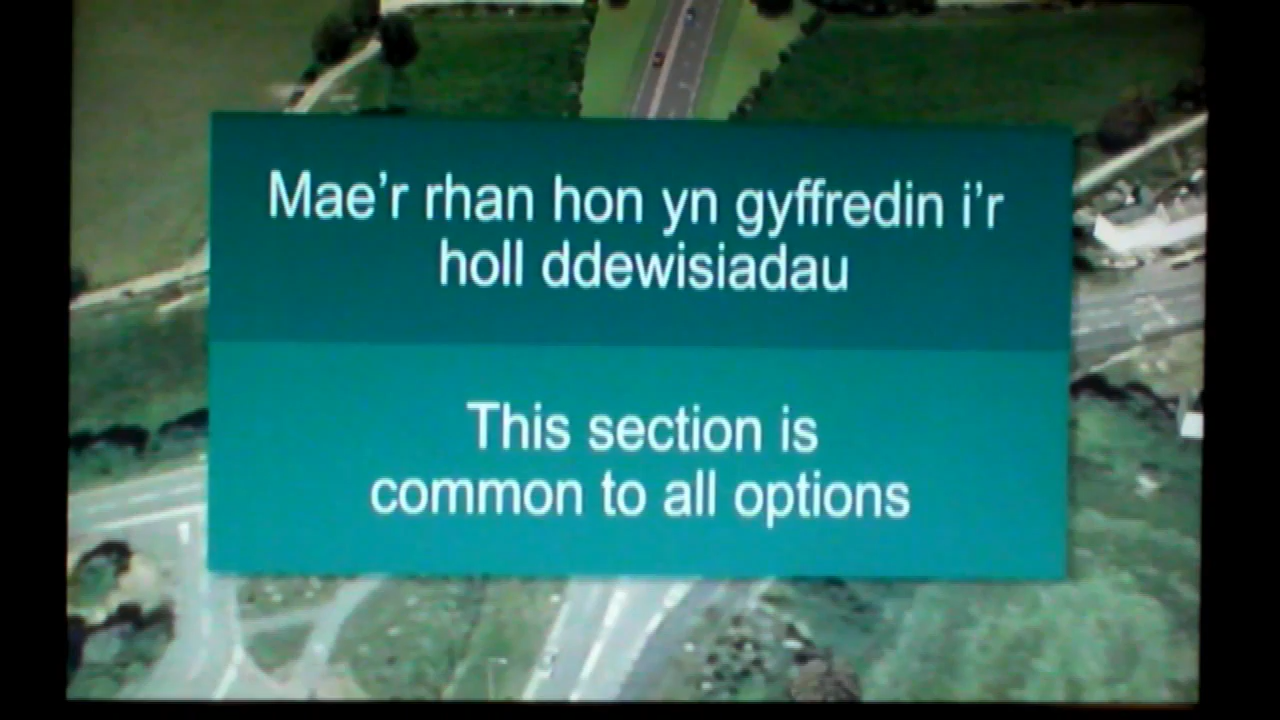 Mae’r rhan hon yn gyffredin i’r
holl ddewisiadau
This section is
common to all options